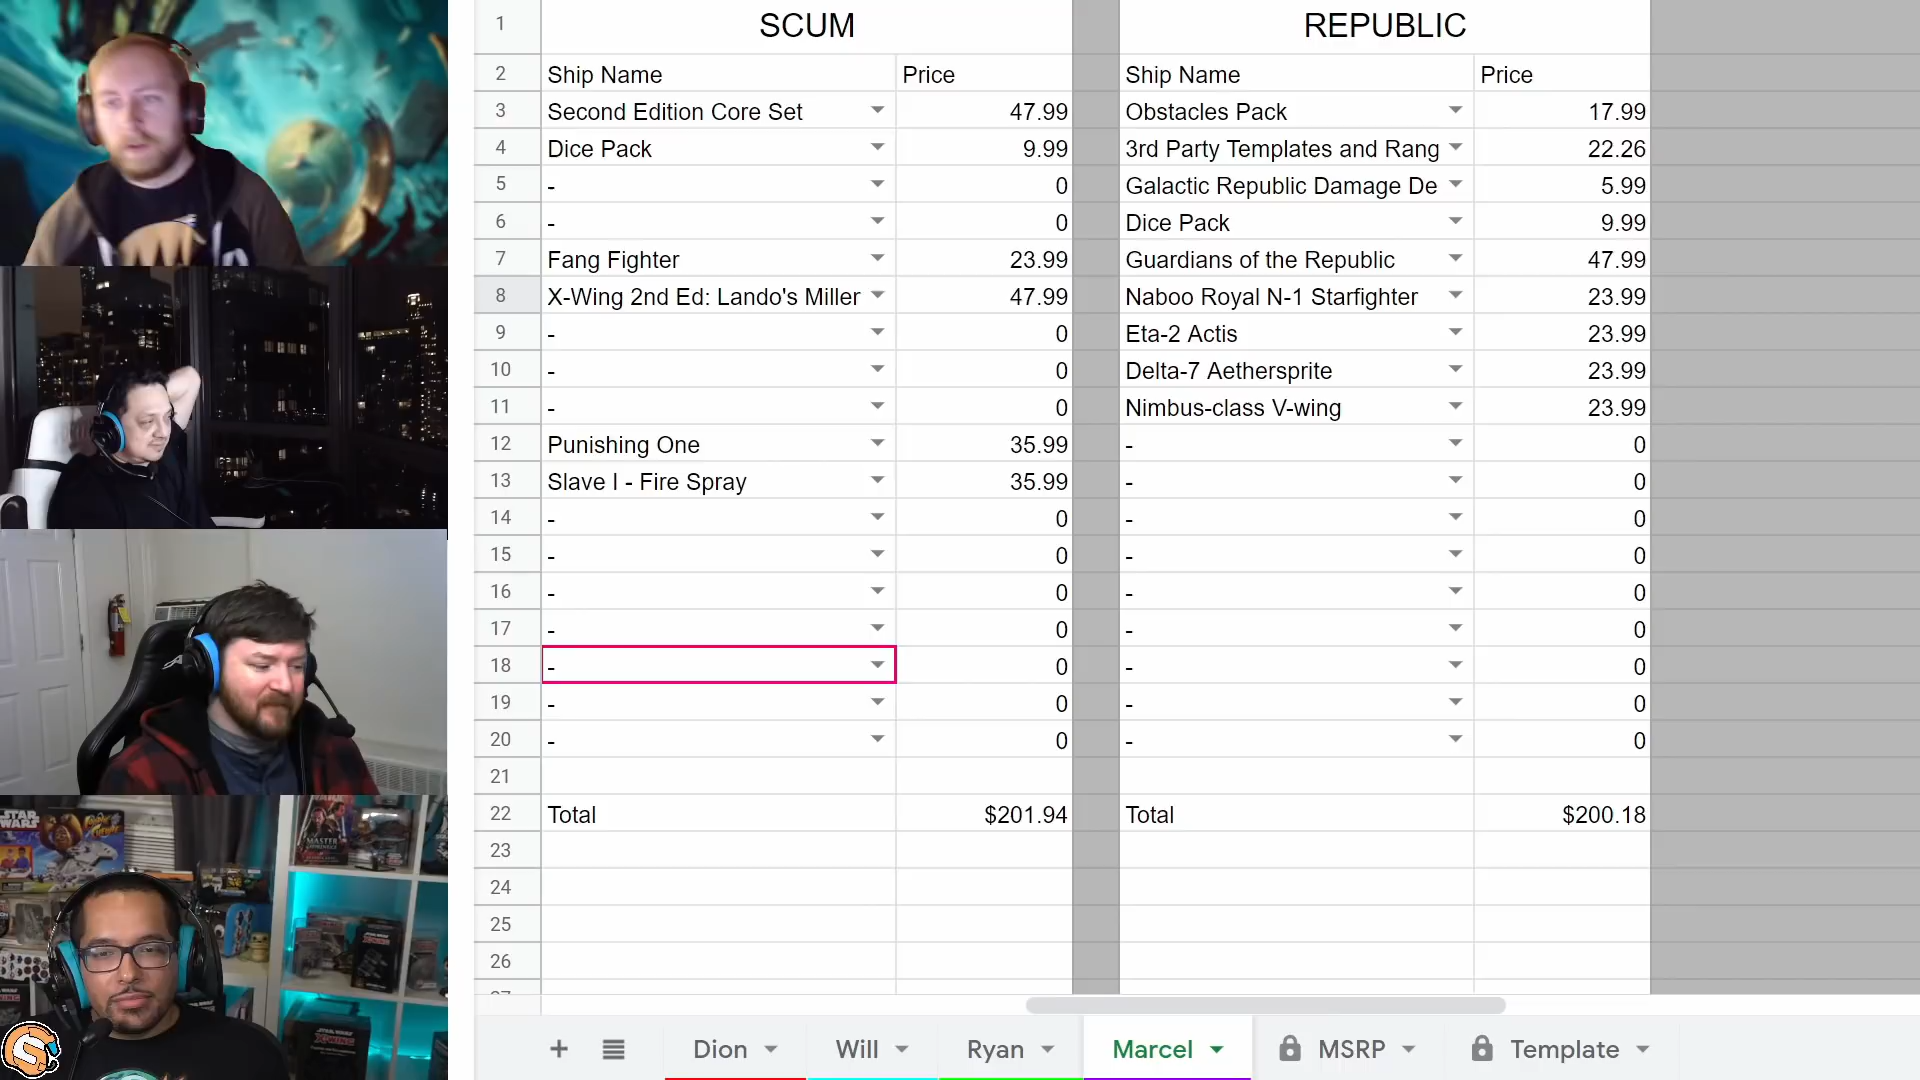 1 SCUM REPUBLIC
2 Ship Name Price Ship Name Price
3 Second Edition Core Set 47.99 Obstacles Pack 17.99
4 Dice Pack 9.99 3rd Party Templates and Rang 22.26
5 - 0 Galactic Republic Damage De 5.99
6 - 0 Dice Pack 9.99
7 Fang Fighter 23.99 Guardians of the Republic 47.99
8 X-Wing 2nd Ed: Lando's Miller 47.99 Naboo Royal N-1 Starfighter 23.99
9 - 0 Eta-2 Actis 23.99
10 - 0 Delta-7 Aethersprite 23.99
11 - 0 Nimbus-class V-wing 23.99
12 Punishing One 35.99 - 0
13 Slave I - Fire Spray 35.99 - 0
14 - 0 - 0
15 - 0 - 0
16 - 0 - 0
17 - 0 - 0
18 - 0 - 0
19 - 0 - 0
20 - 0 - 0
21
22 Total $201.94 Total $200.18
23
24
25
26
27
+ Dion Will Ryan Marcel MSRP Template
STAR
WARS
MASTER
S